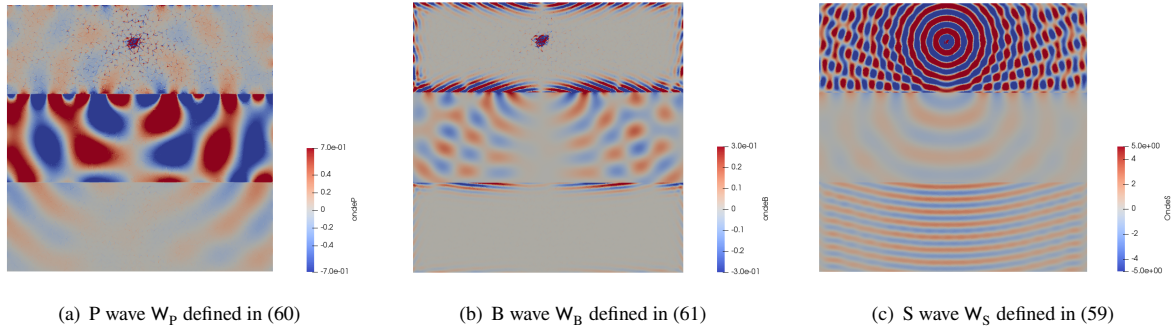 7.0e-01
0.4
0.2
0
-0.2
-0.4
-7.0e-01
ondeP
3.0e-01
0.2
0.1
0
-0.1
-0.2
-3.0e-01
ondeB
5.0e+00
4
2
0
-2
-4
-5.0e+00
OndeS
(a) P wave W_P defined in (60)
(b) B wave W_B defined in (61)
(c) S wave W_S defined in (59)